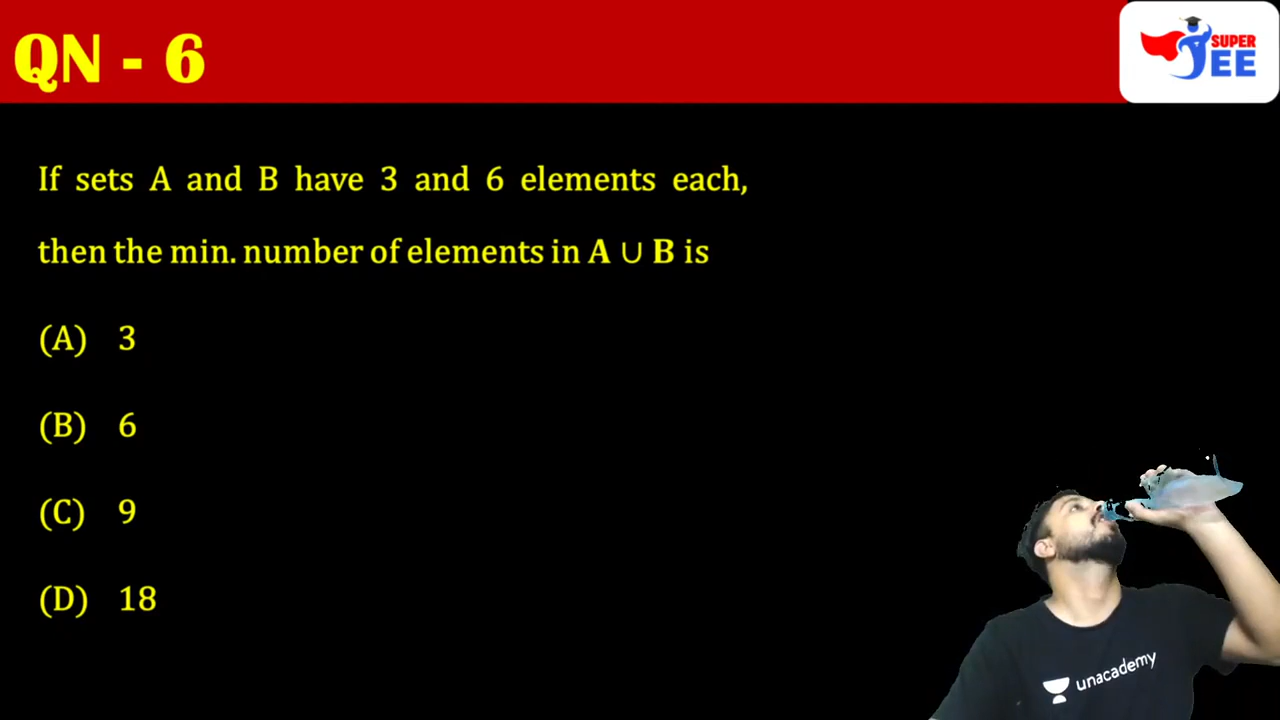 QN - 6
SUPER
JEE
If sets A and B have 3 and 6 elements each,
then the min. number of elements in A ∪ B is
(A) 3
(B) 6
(C) 9
(D) 18
unacademy